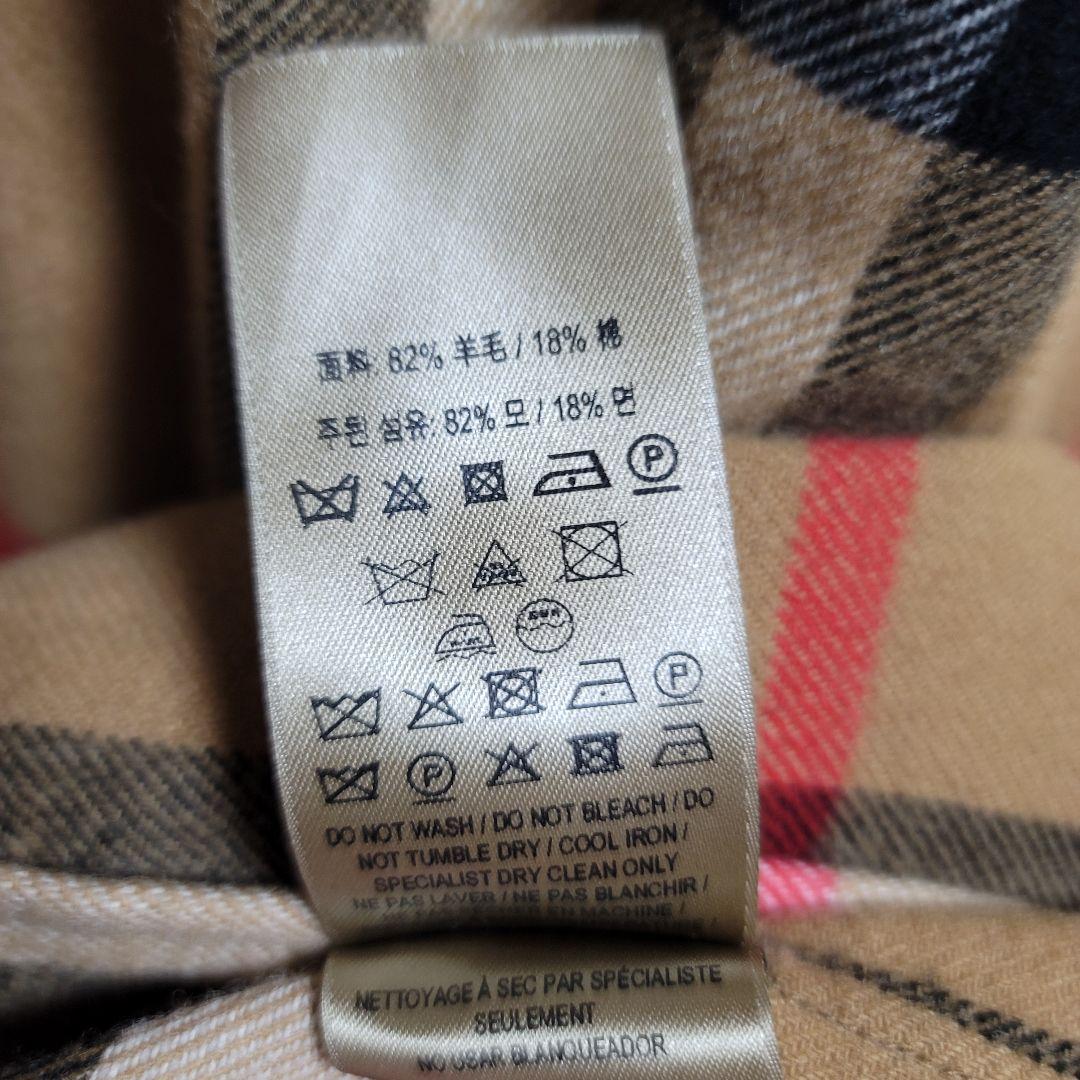 面料: 82% 羊毛 / 18% 棉
주된 섬유: 82% 모 / 18% 면
P
P
P
DO NOT WASH / DO NOT BLEACH / DO
NOT TUMBLE DRY / COOL IRON /
SPECIALIST DRY CLEAN ONLY
NE PAS LAVER / NE PAS BLANCHIR /
EN MACHINE /
NETTOYAGE À SEC PAR SPÉCIALISTE
SEULEMENT
NO USAR BLANQUEADOR